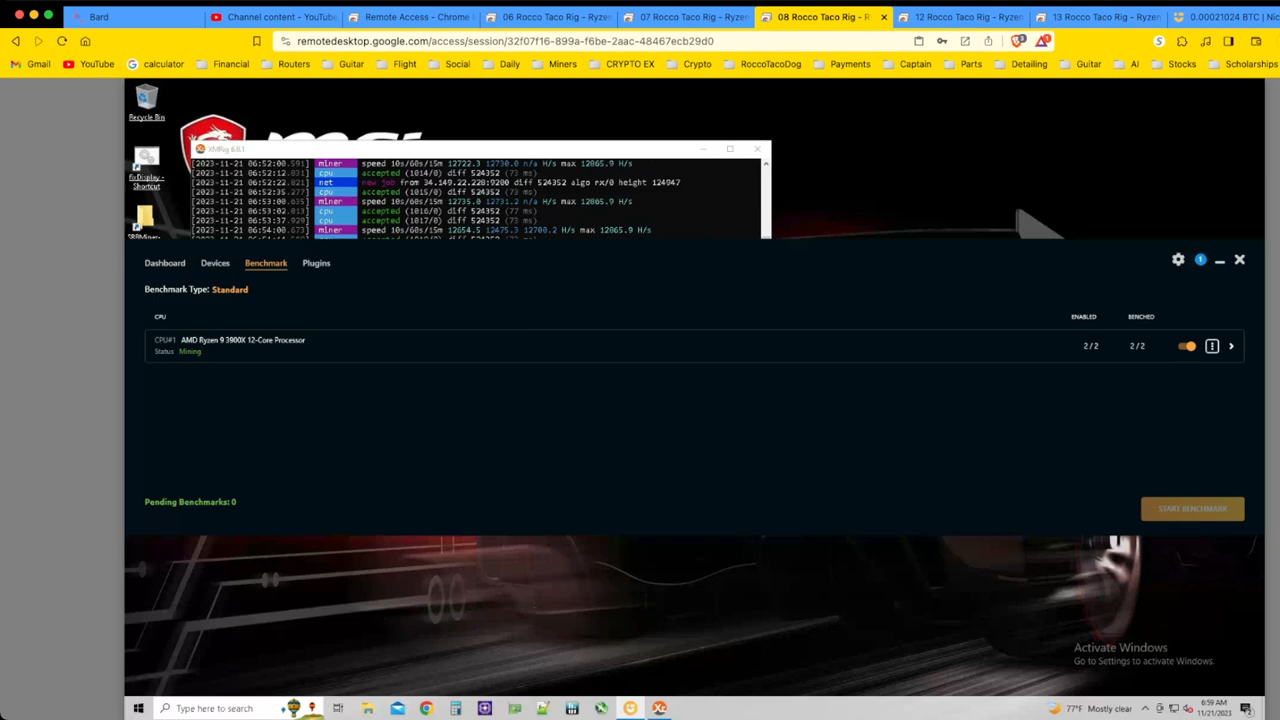 Bard
Channel content - YouTube
Remote Access - Chrome
06 Rocco Taco Rig - Ryzen
07 Rocco Taco Rig - Ryzen
08 Rocco Taco Rig - R
12 Rocco Taco Rig - Ryzen
13 Rocco Taco Rig - Ryzen
0.00021024 BTC | Nic
remotedesktop.google.com/access/session/32f07f16-899a-f6be-2aac-48467ecb29d0
Gmail YouTube calculator Financial Routers Guitar Flight Social Daily Miners CRYPTO EX Crypto RoccoTacoDog Payments Captain Parts Detailing Guitar AI Stocks Scholarships
Recycle Bin
fixDisplay - Shortcut
SRBMiner-
XMRig 6.8.1
[2023-11-21 06:52:00.591] miner speed 10s/60s/15m 12722.3 12730.0 n/a H/s max 12865.9 H/s
[2023-11-21 06:52:12.831] cpu accepted (1014/0) diff 524352 (73 ms)
[2023-11-21 06:52:22.821] net new job from 34.149.22.228:9200 diff 524352 algo rx/0 height 124947
[2023-11-21 06:52:35.277] cpu accepted (1015/0) diff 524352 (73 ms)
[2023-11-21 06:53:00.635] miner speed 10s/60s/15m 12735.0 12731.2 n/a H/s max 12865.9 H/s
[2023-11-21 06:53:02.013] cpu accepted (1016/0) diff 524352 (77 ms)
[2023-11-21 06:53:37.929] cpu accepted (1017/0) diff 524352 (73 ms)
[2023-11-21 06:54:00.673] miner speed 10s/60s/15m 12654.5 12475.3 12700.2 H/s max 12865.9 H/s
Dashboard Devices Benchmark Plugins
1
Benchmark Type: Standard
CPU ENABLED BENCHED
CPU#1 AMD Ryzen 9 3900X 12-Core Processor
Status Mining
2/2 2/2
Pending Benchmarks: 0
START BENCHMARK
Activate Windows
Go to Settings to activate Windows.
Type here to search
77°F Mostly clear
6:59 AM
11/21/2023